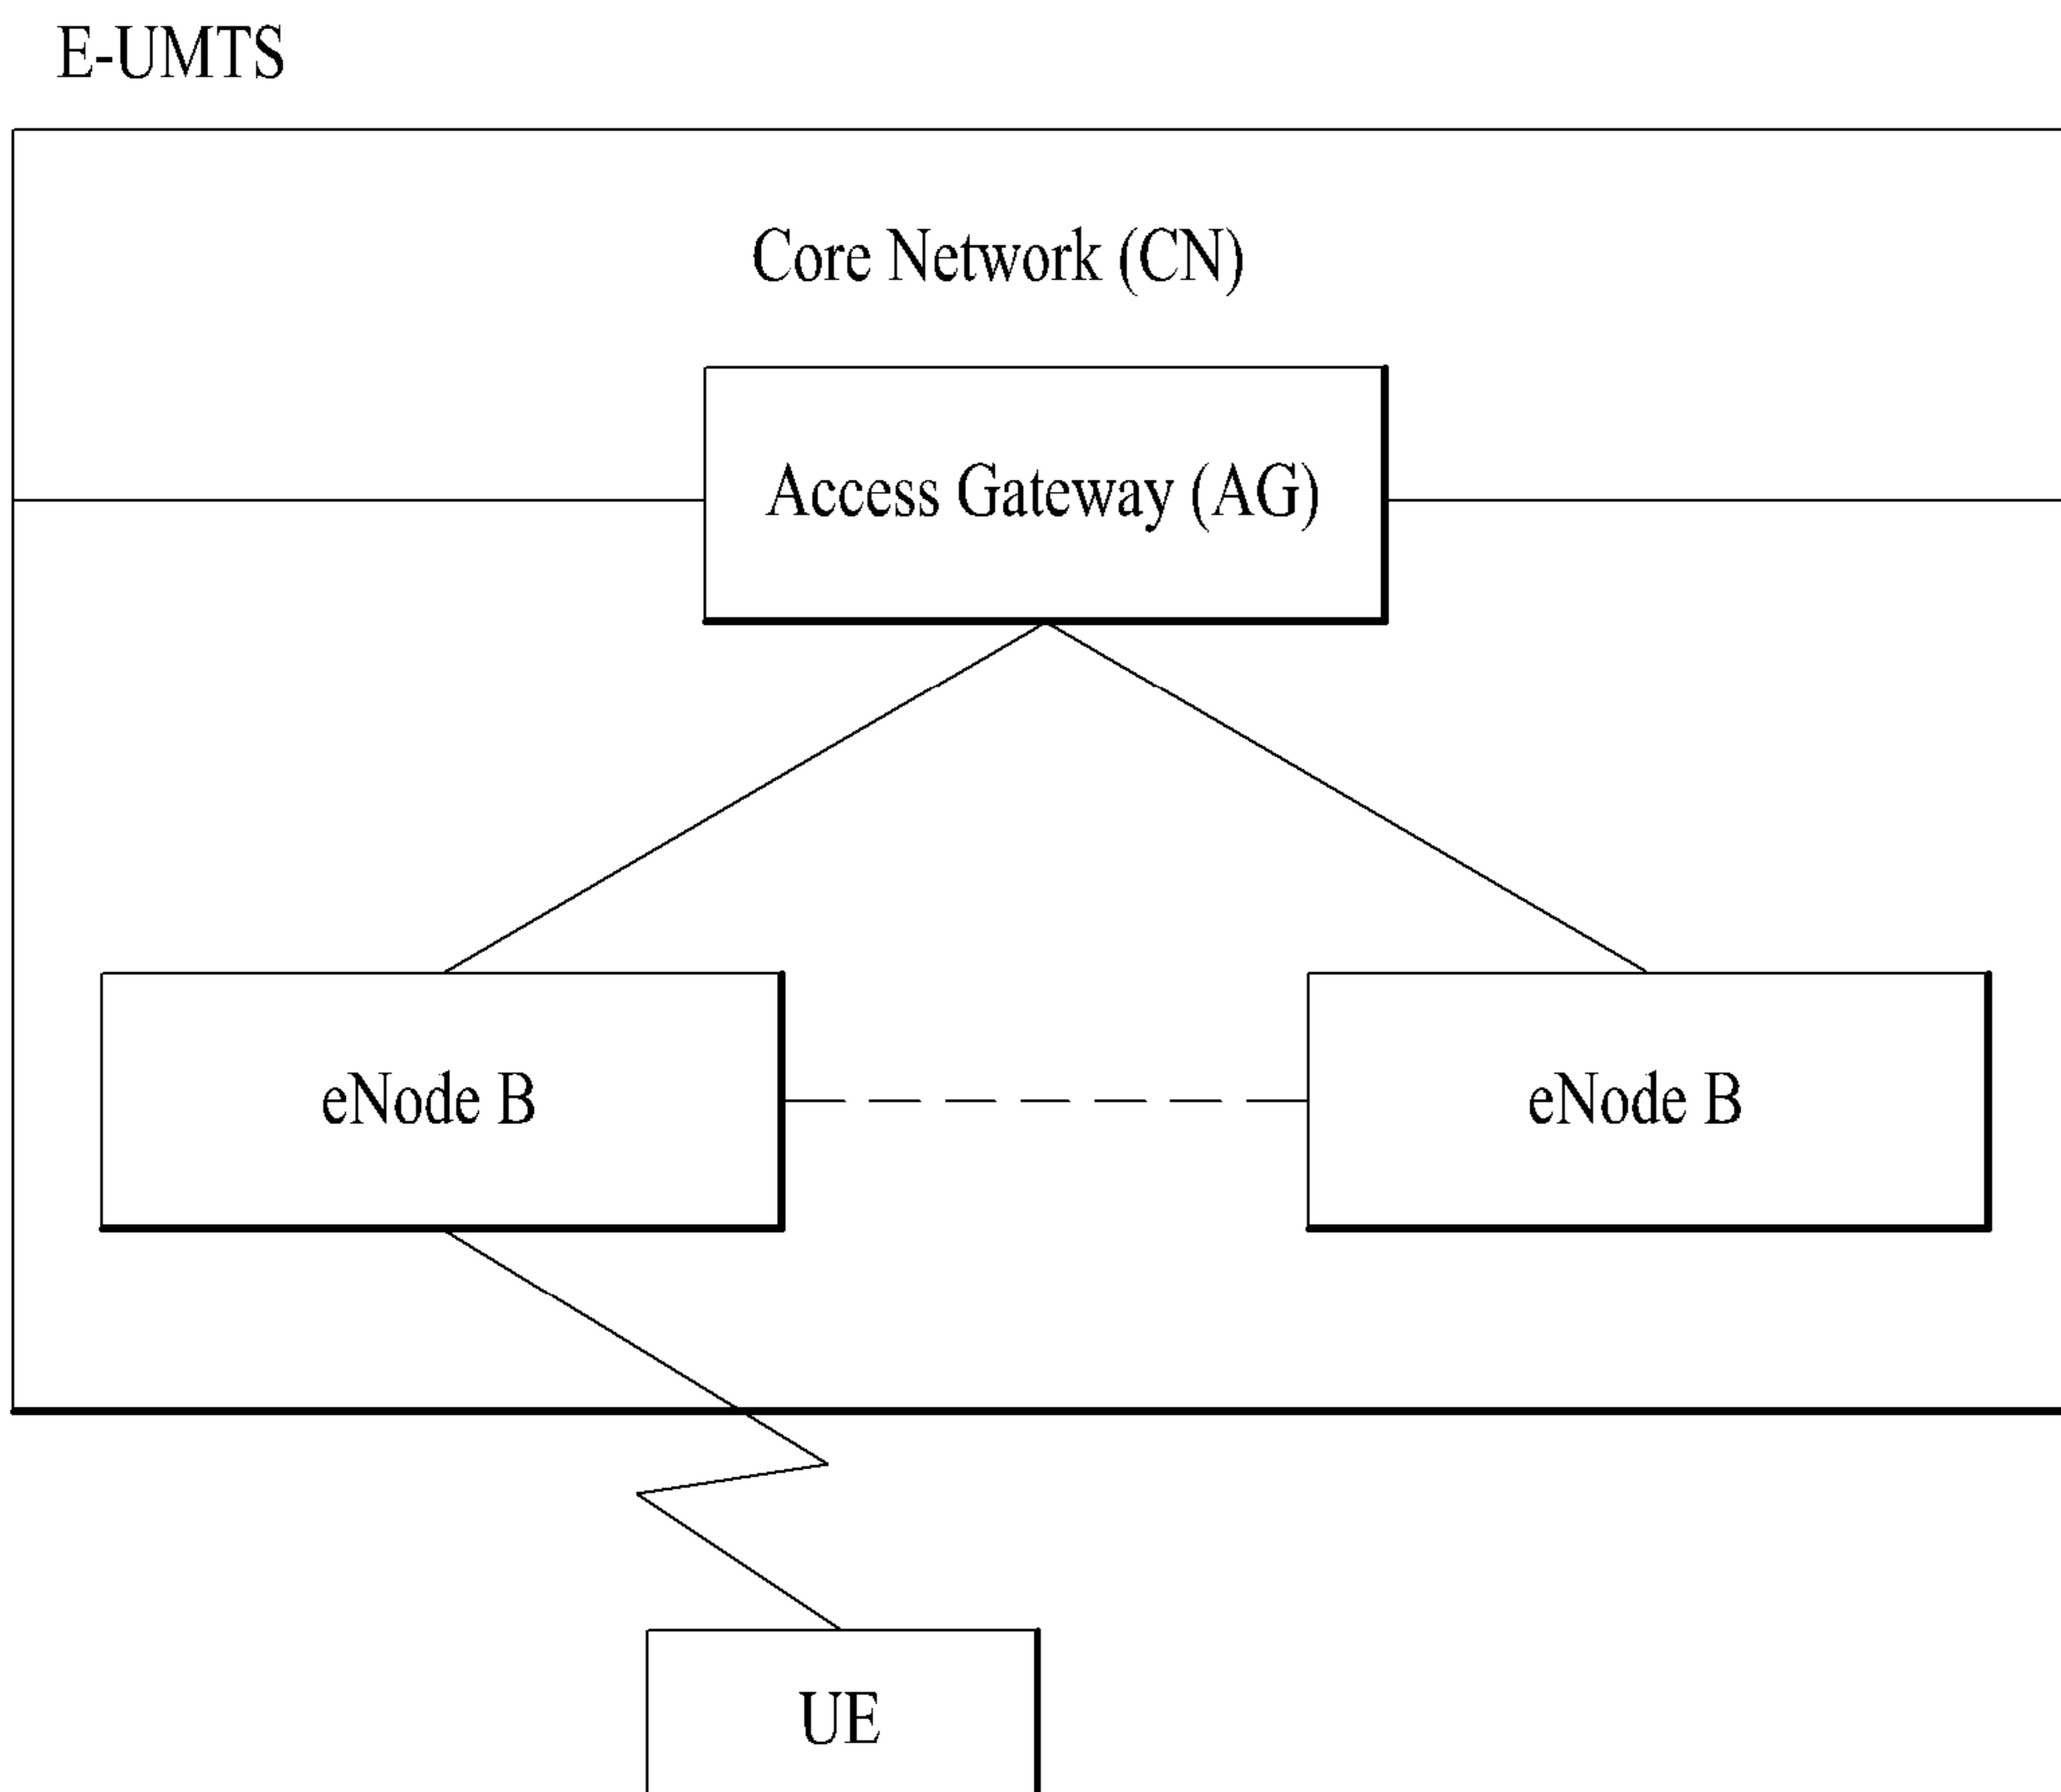 E-UMTS
Core Network (CN)
Access Gateway (AG)
eNode B
eNode B
UE